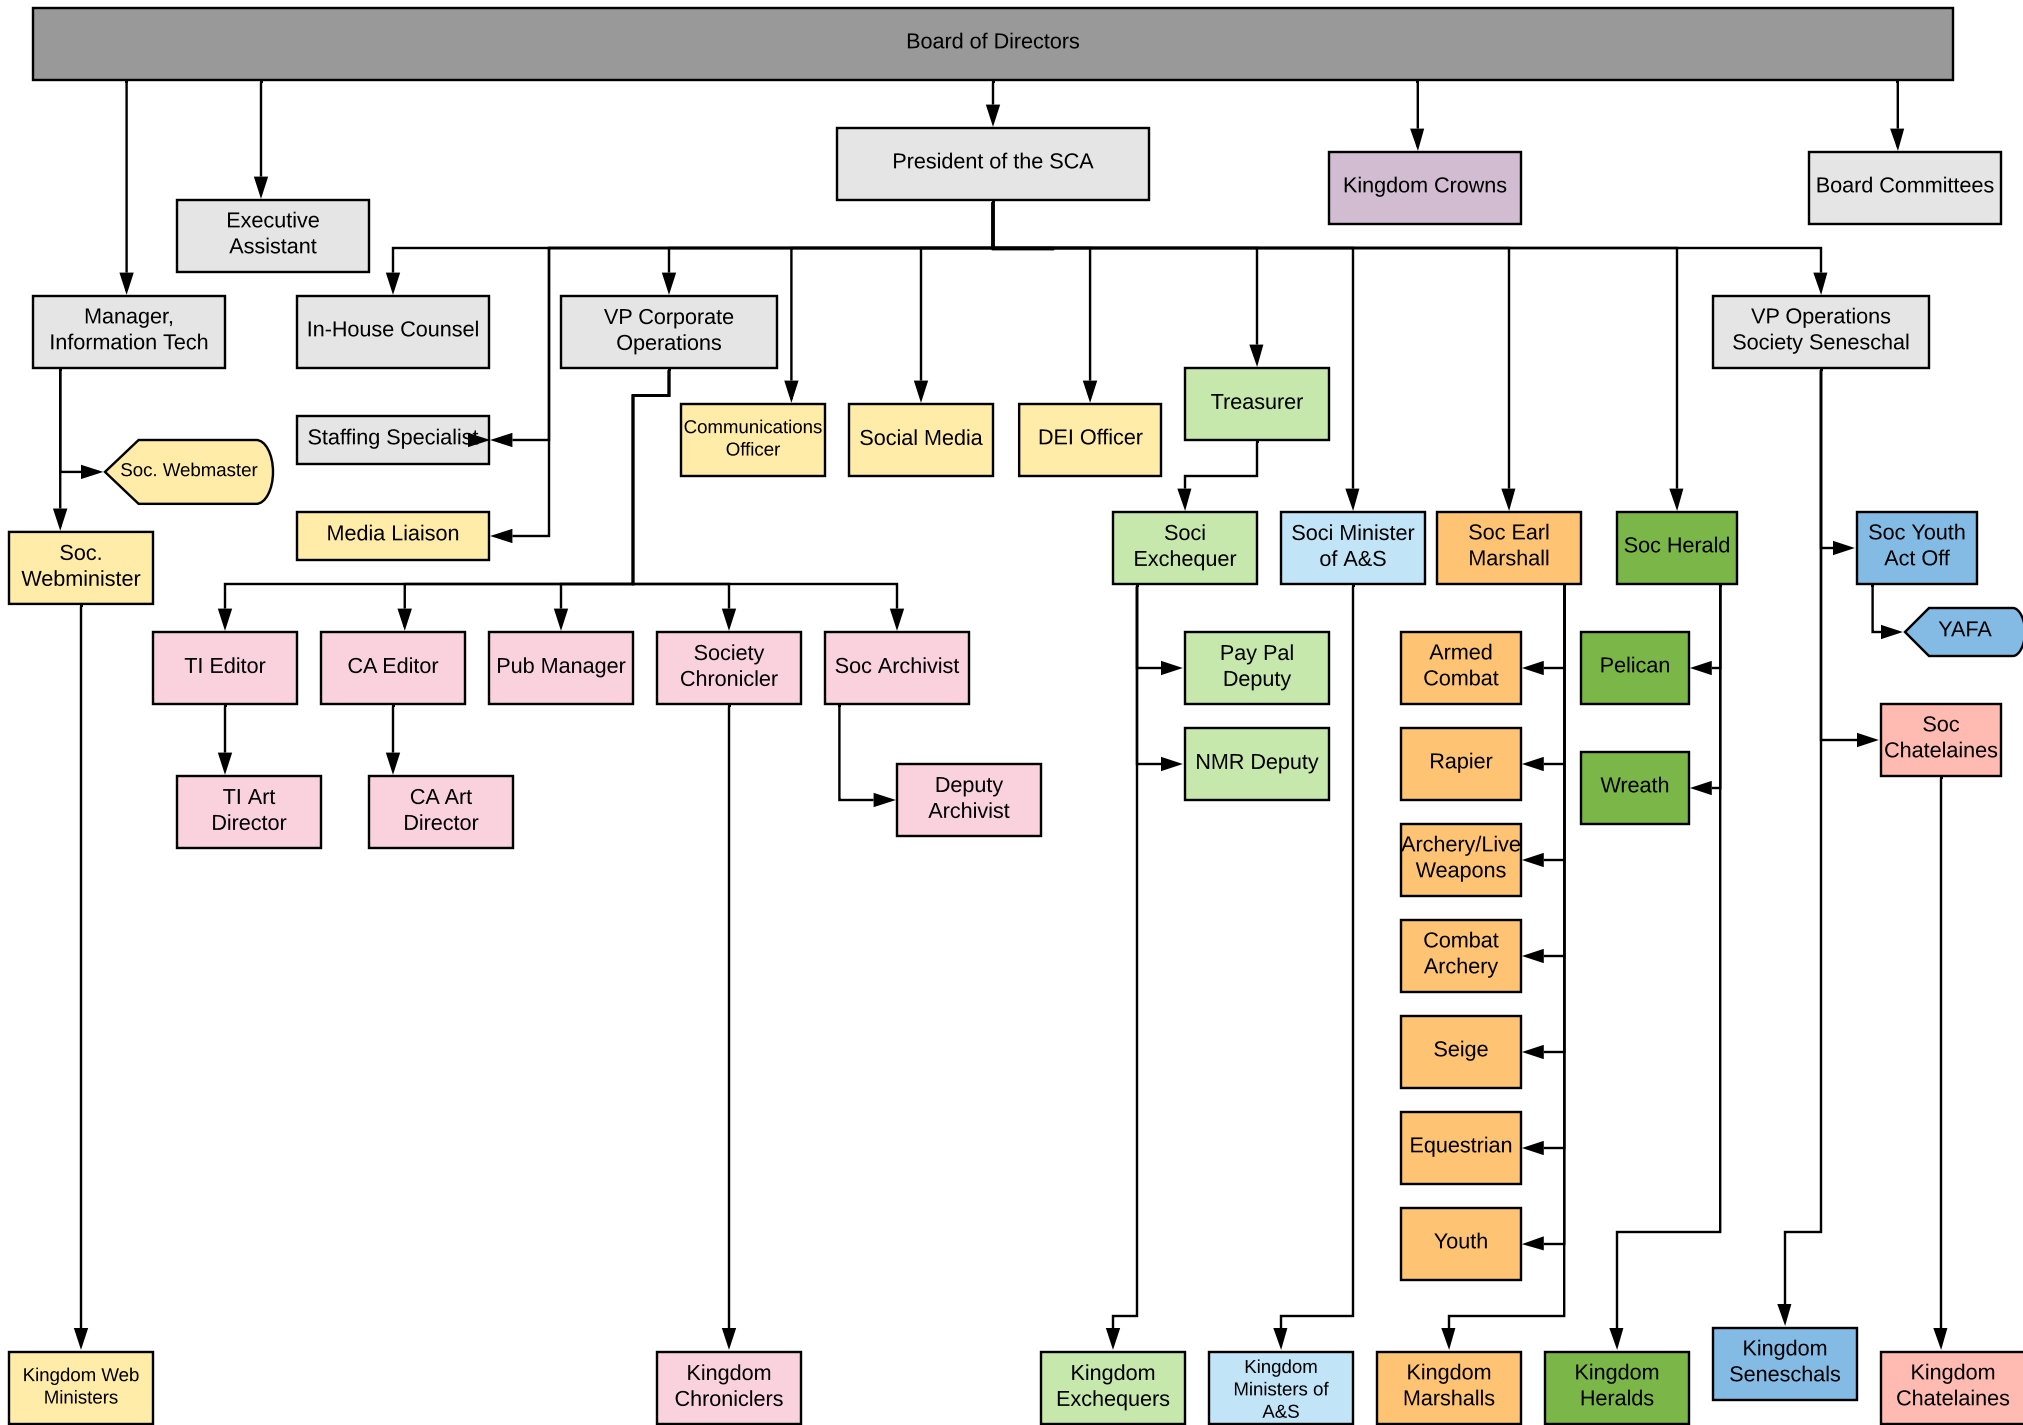 Board of Directors
President of the SCA
Kingdom Crowns
Board Committees
Executive
Assistant
Manager,
Information Tech
In-House Counsel
VP Corporate
Operations
VP Operations
Society Seneschal
Staffing Specialist
Communications
Officer
Social Media
DEI Officer
Treasurer
Soc. Webmaster
Media Liaison
Soc.
Webminister
Soci
Exchequer
Soci Minister
of A&S
Soc Earl
Marshall
Soc Herald
Soc Youth
Act Off
YAFA
TI Editor
CA Editor
Pub Manager
Society
Chronicler
Soc Archivist
Pay Pal
Deputy
Armed
Combat
Pelican
Soc
Chatelaines
NMR Deputy
Rapier
Wreath
TI Art
Director
CA Art
Director
Deputy
Archivist
Archery/Live
Weapons
Combat
Archery
Seige
Equestrian
Youth
Kingdom Web
Ministers
Kingdom
Chroniclers
Kingdom
Exchequers
Kingdom
Ministers of
A&S
Kingdom
Marshalls
Kingdom
Heralds
Kingdom
Seneschals
Kingdom
Chatelaines